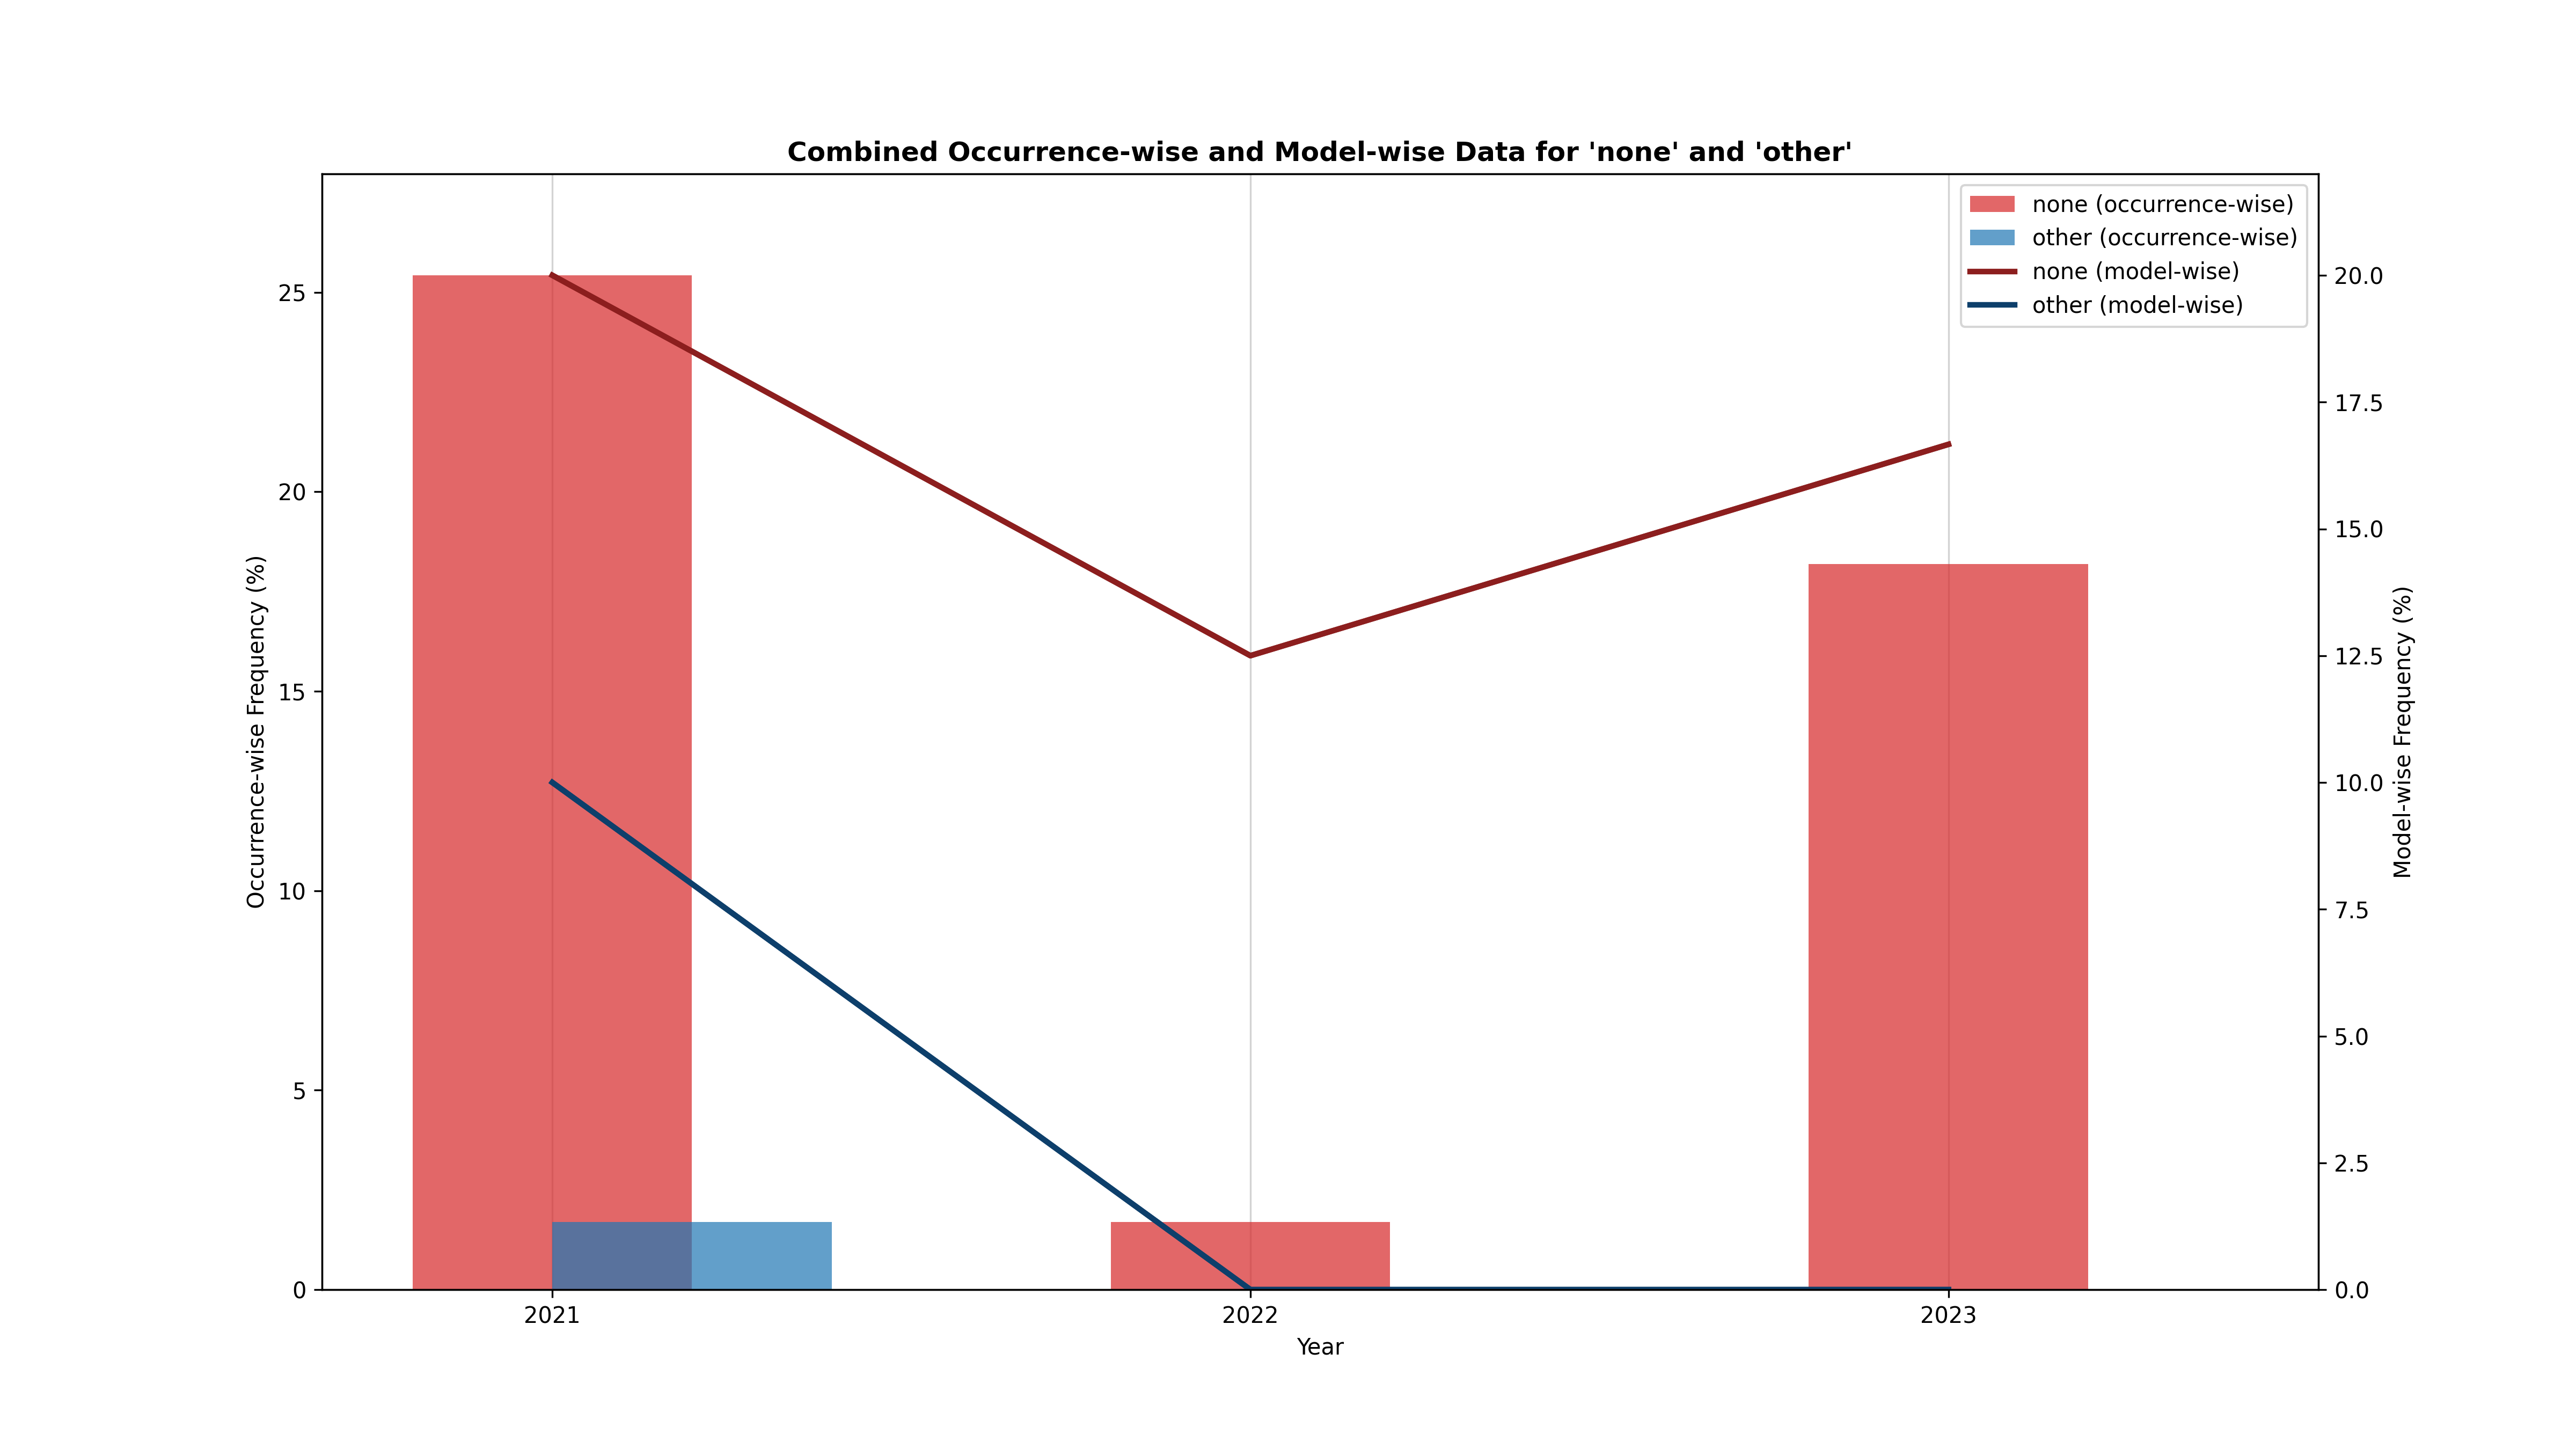 Combined Occurrence-wise and Model-wise Data for 'none' and 'other'
none (occurrence-wise)
other (occurrence-wise)
none (model-wise)
other (model-wise)
Occurrence-wise Frequency (%)
25
20
15
10
5
0
20.0
17.5
15.0
12.5
10.0
7.5
5.0
2.5
0.0
Model-wise Frequency (%)
2021 2022 2023
Year